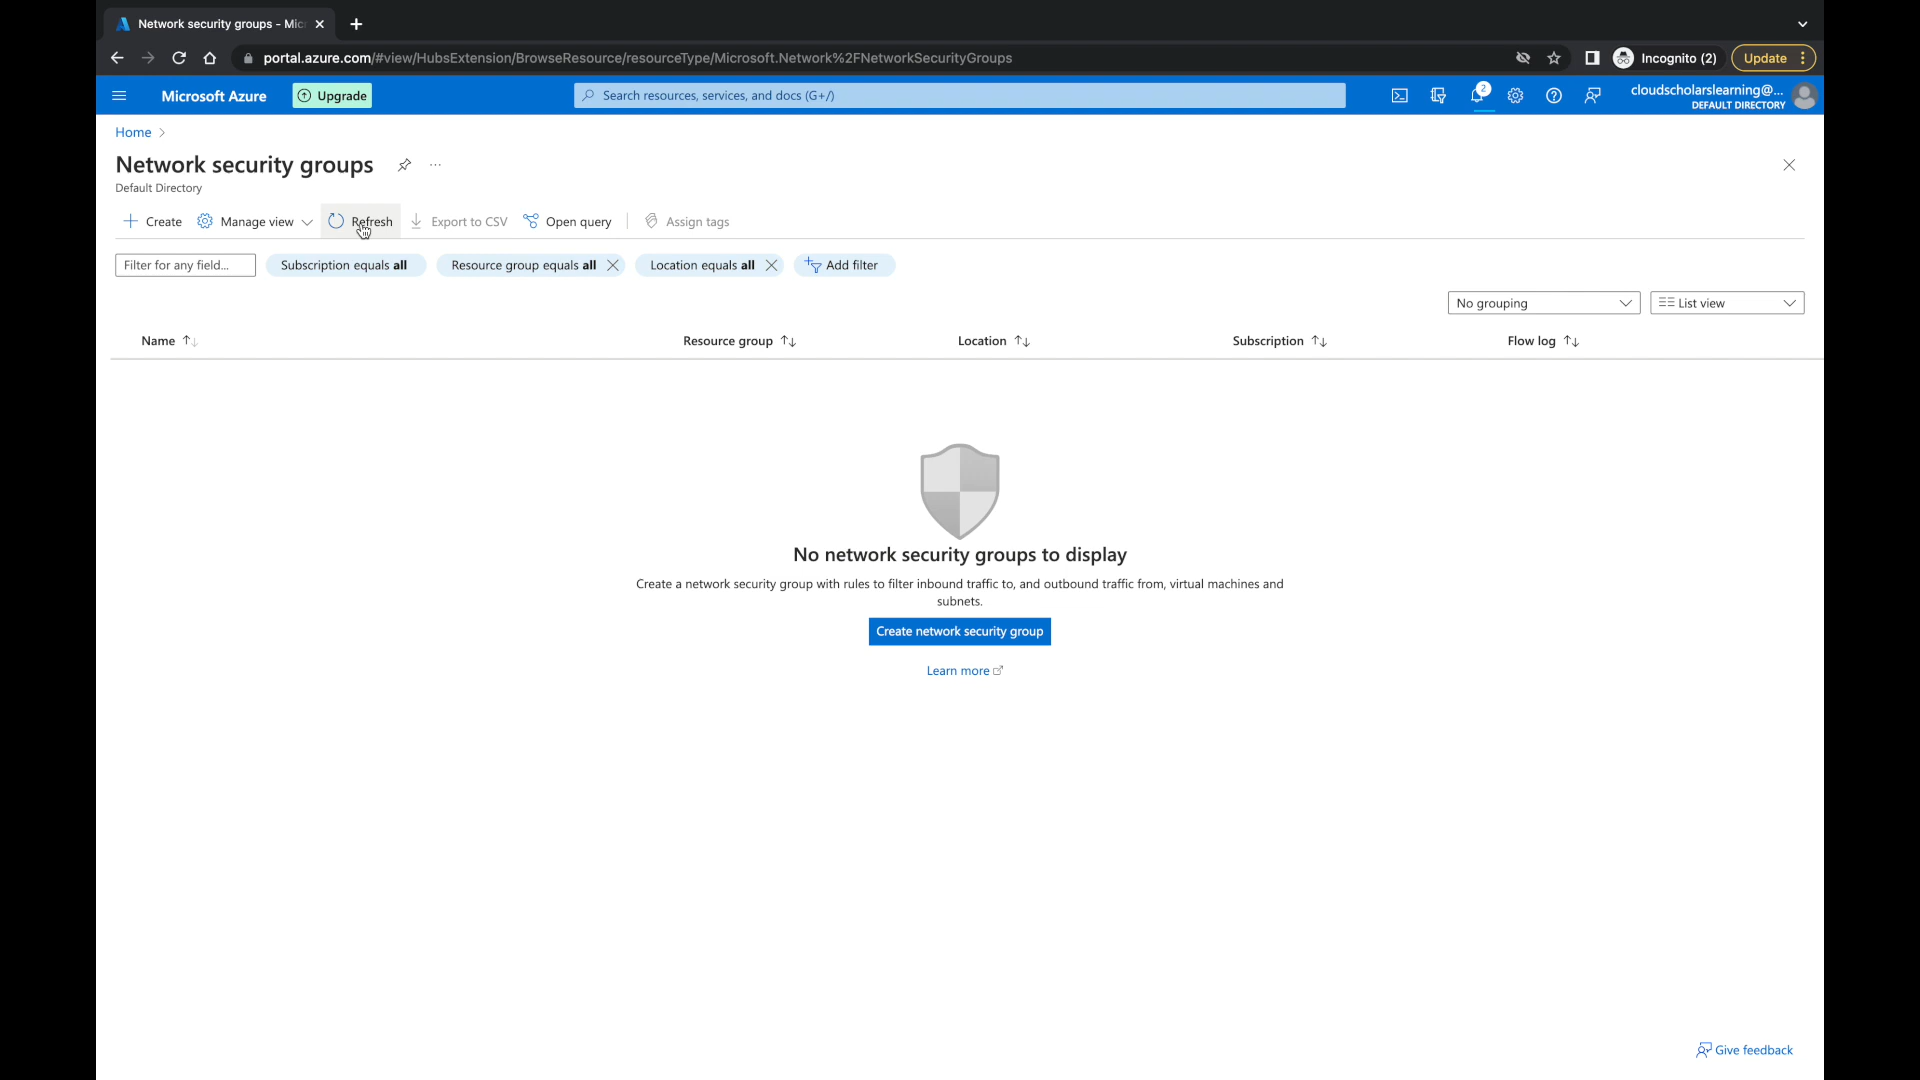 Network security groups - Mic
portal.azure.com/#view/HubsExtension/BrowseResource/resourceType/Microsoft.Network%2FNetworkSecurityGroups
Incognito (2)
Update
Microsoft Azure
Upgrade
Search resources, services, and docs (G+/)
2
cloudscholarslearning@...
DEFAULT DIRECTORY
Home
Network security groups
Default Directory
Create
Manage view
Refresh
Export to CSV
Open query
Assign tags
Filter for any field...
Subscription equals all
Resource group equals all
Location equals all
Add filter
No grouping
List view
Name
Resource group
Location
Subscription
Flow log
No network security groups to display
Create a network security group with rules to filter inbound traffic to, and outbound traffic from, virtual machines and
subnets.
Create network security group
Learn more
Give feedback